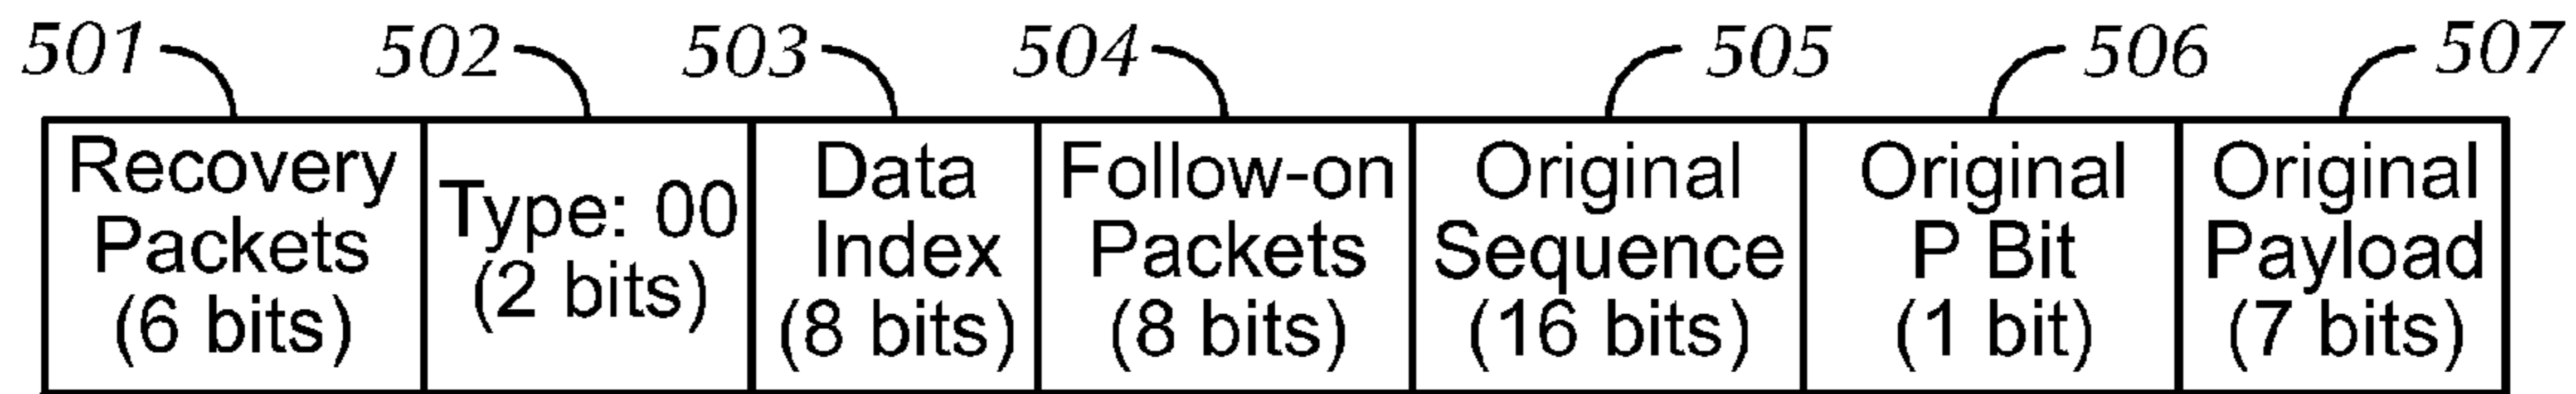 501 502 503 504 505 506 507
Recovery
Packets
(6 bits)
Type: 00
(2 bits)
Data
Index
(8 bits)
Follow-on
Packets
(8 bits)
Original
Sequence
(16 bits)
Original
P Bit
(1 bit)
Original
Payload
(7 bits)